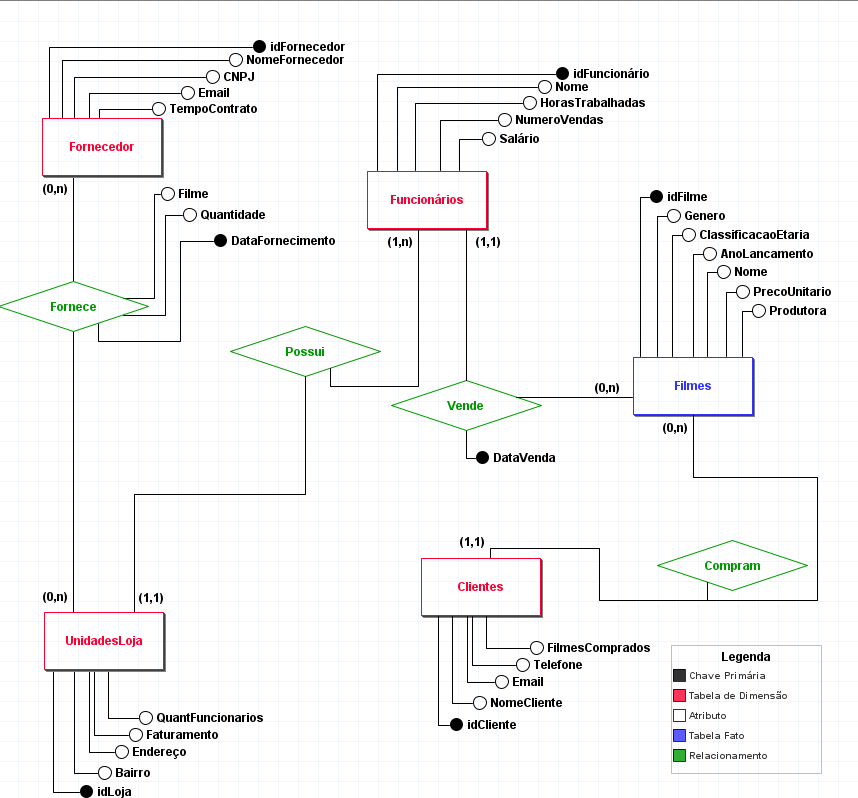 idFornecedor
NomeFornecedor
CNPJ
Email
TempoContrato
Fornecedor
(0,n)
Filme
Quantidade
DataFornecimento
Fornece
idFuncionário
Nome
HorasTrabalhadas
NumeroVendas
Salário
Funcionários
(1,n)
(1,1)
idFilme
Genero
ClassificacaoEtaria
AnoLancamento
Nome
PrecoUnitario
Produtora
Filmes
(0,n)
(0,n)
Possui
Vende
DataVenda
(1,1)
Clientes
Compram
FilmesComprados
Telefone
Email
NomeCliente
idCliente
(0,n)
(1,1)
UnidadesLoja
QuantFuncionarios
Faturamento
Endereço
Bairro
idLoja
Legenda
Chave Primária
Tabela de Dimensão
Atributo
Tabela Fato
Relacionamento